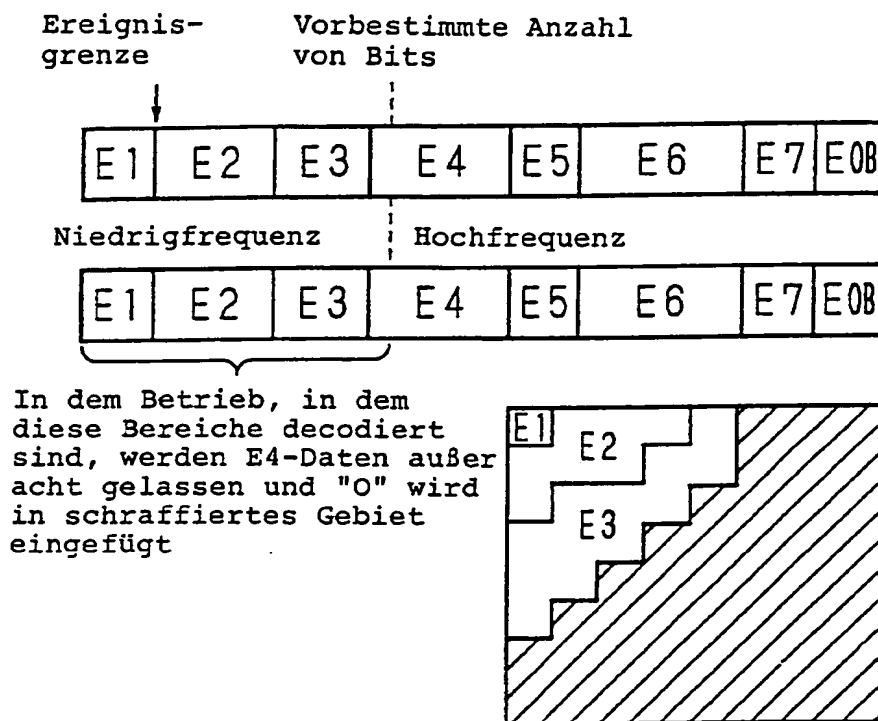 Ereignis-
grenze
Vorbestimmte Anzahl
von Bits
E1 E2 E3 E4 E5 E6 E7 EOB
Niedrigfrequenz Hochfrequenz
E1 E2 E3 E4 E5 E6 E7 EOB
In dem Betrieb, in dem
diese Bereiche decodiert
sind, werden E4-Daten außer
acht gelassen und "0" wird
in schraffiertes Gebiet
eingefügt
E1
E2
E3